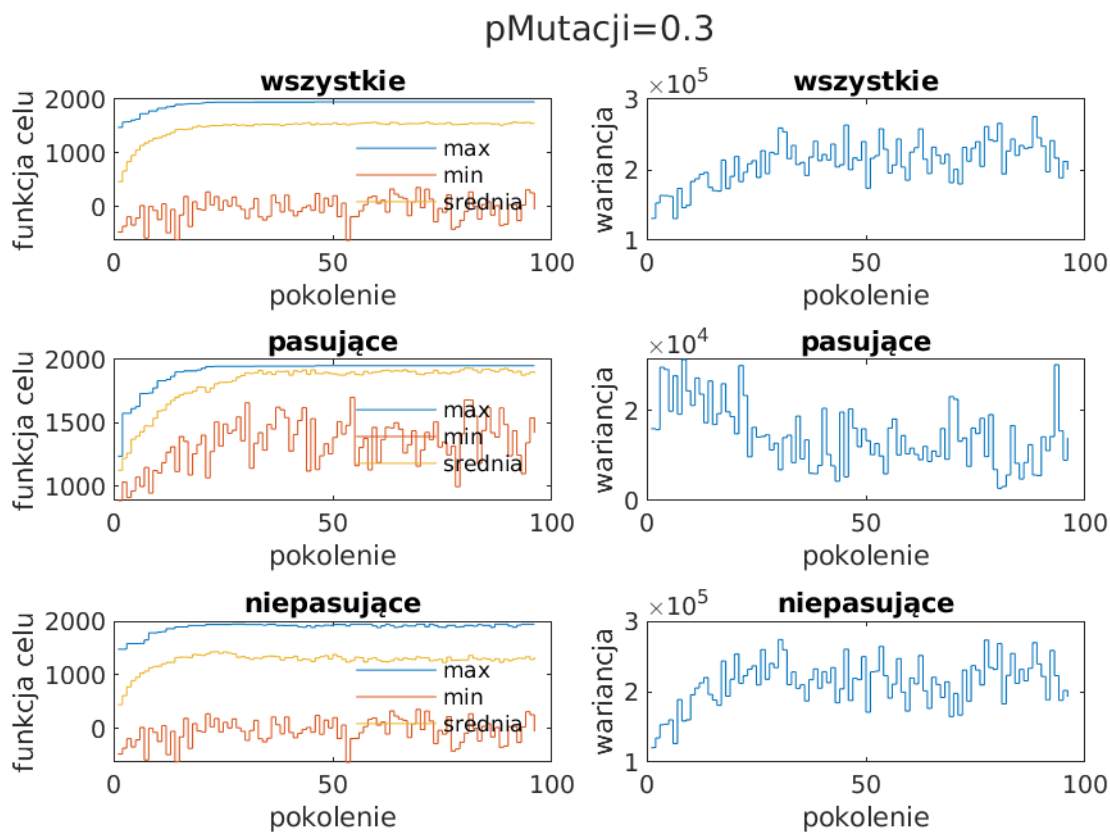 pMutacji=0.3
wszystkie
funkcja celu
2000
1000
0
max
min
srednia
0
50
100
pokolenie
wszystkie
×10^5
wariancja
3
2
1
0
50
100
pokolenie
pasujące
funkcja celu
2000
1500
1000
max
min
srednia
0
50
100
pokolenie
pasujące
×10^4
wariancja
2
0
0
50
100
pokolenie
niepasujące
funkcja celu
2000
1000
0
max
min
srednia
0
50
100
pokolenie
niepasujące
×10^5
wariancja
3
2
1
0
50
100
pokolenie